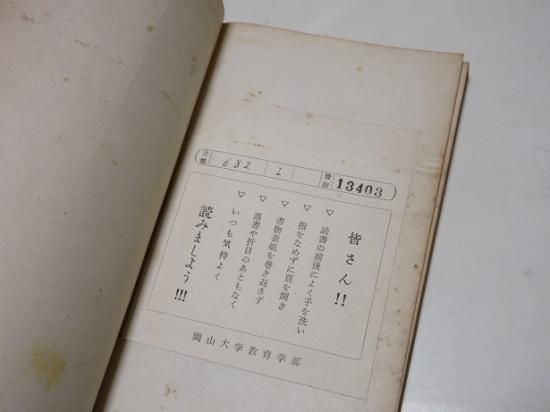 分類 682 I 登録 13403
皆さん!!
▽ 読書の前後によく手を洗い
▽ 指をなめずに頁を開き
▽ 書物表紙を巻き返さず
▽ 落書や折目のあともなく
▽ いつも気持よく
読みましよう!!!
岡山大学教育学部